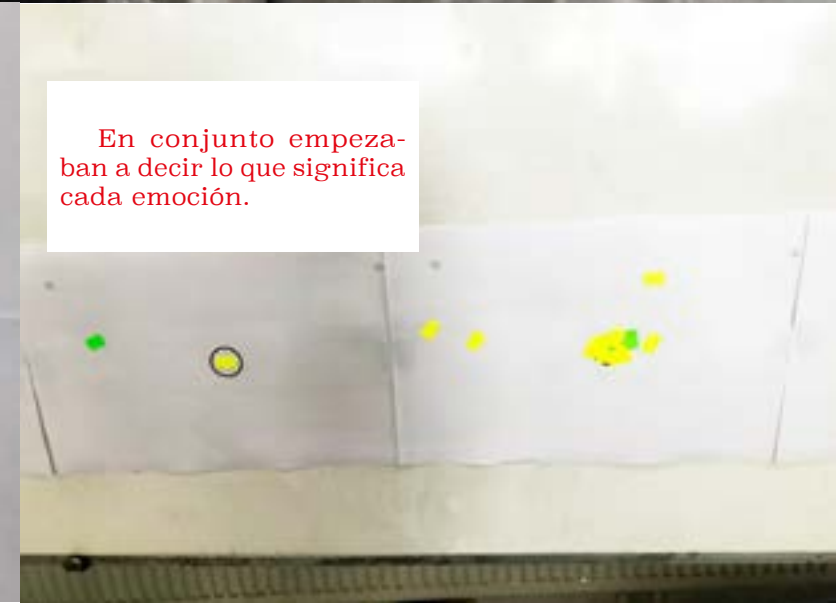 En conjunto empeza-
ban a decir lo que significa
cada emoción.